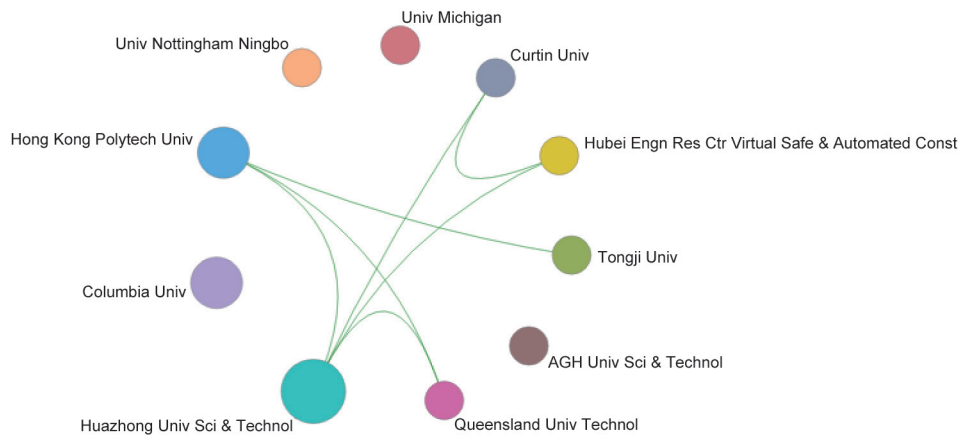 Univ Michigan
Univ Nottingham Ningbo
Curtin Univ
Hong Kong Polytech Univ
Hubei Engn Res Ctr Virtual Safe & Automated Const
Tongji Univ
Columbia Univ
AGH Univ Sci & Technol
Huazhong Univ Sci & Technol
Queensland Univ Technol